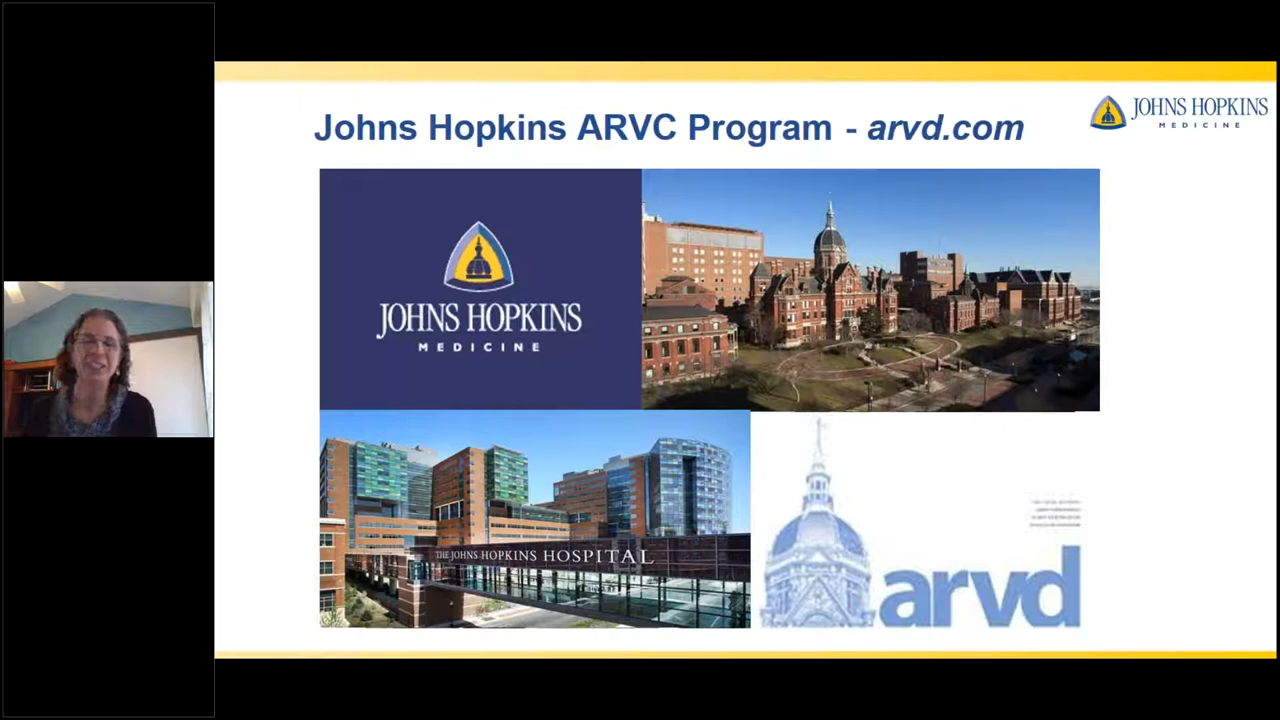 Johns Hopkins ARVC Program - arvd.com
JOHNS HOPKINS
MEDICINE
JOHNS HOPKINS
MEDICINE
THE JOHNS HOPKINS HOSPITAL
arvd